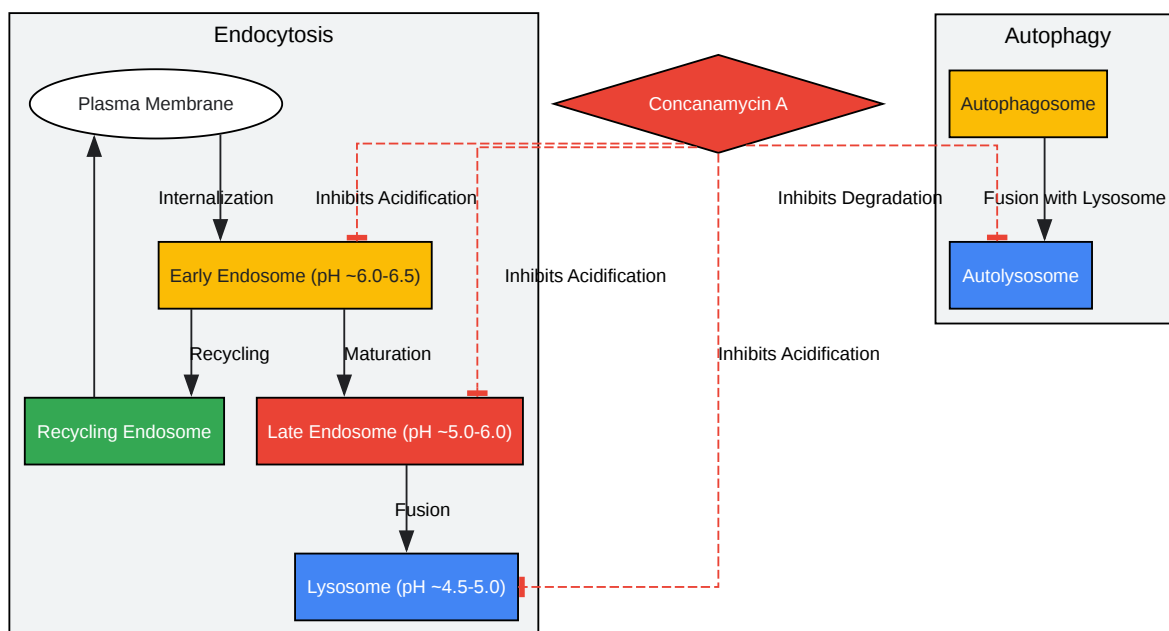 Endocytosis
Autophagy
Plasma Membrane
Concanamycin A
Autophagosome
Internalization
Inhibits Acidification
Inhibits Degradation
Fusion with Lysosome
Early Endosome (pH ~6.0-6.5)
Inhibits Acidification
Autolysosome
Recycling
Maturation
Inhibits Acidification
Recycling Endosome
Late Endosome (pH ~5.0-6.0)
Fusion
Lysosome (pH ~4.5-5.0)